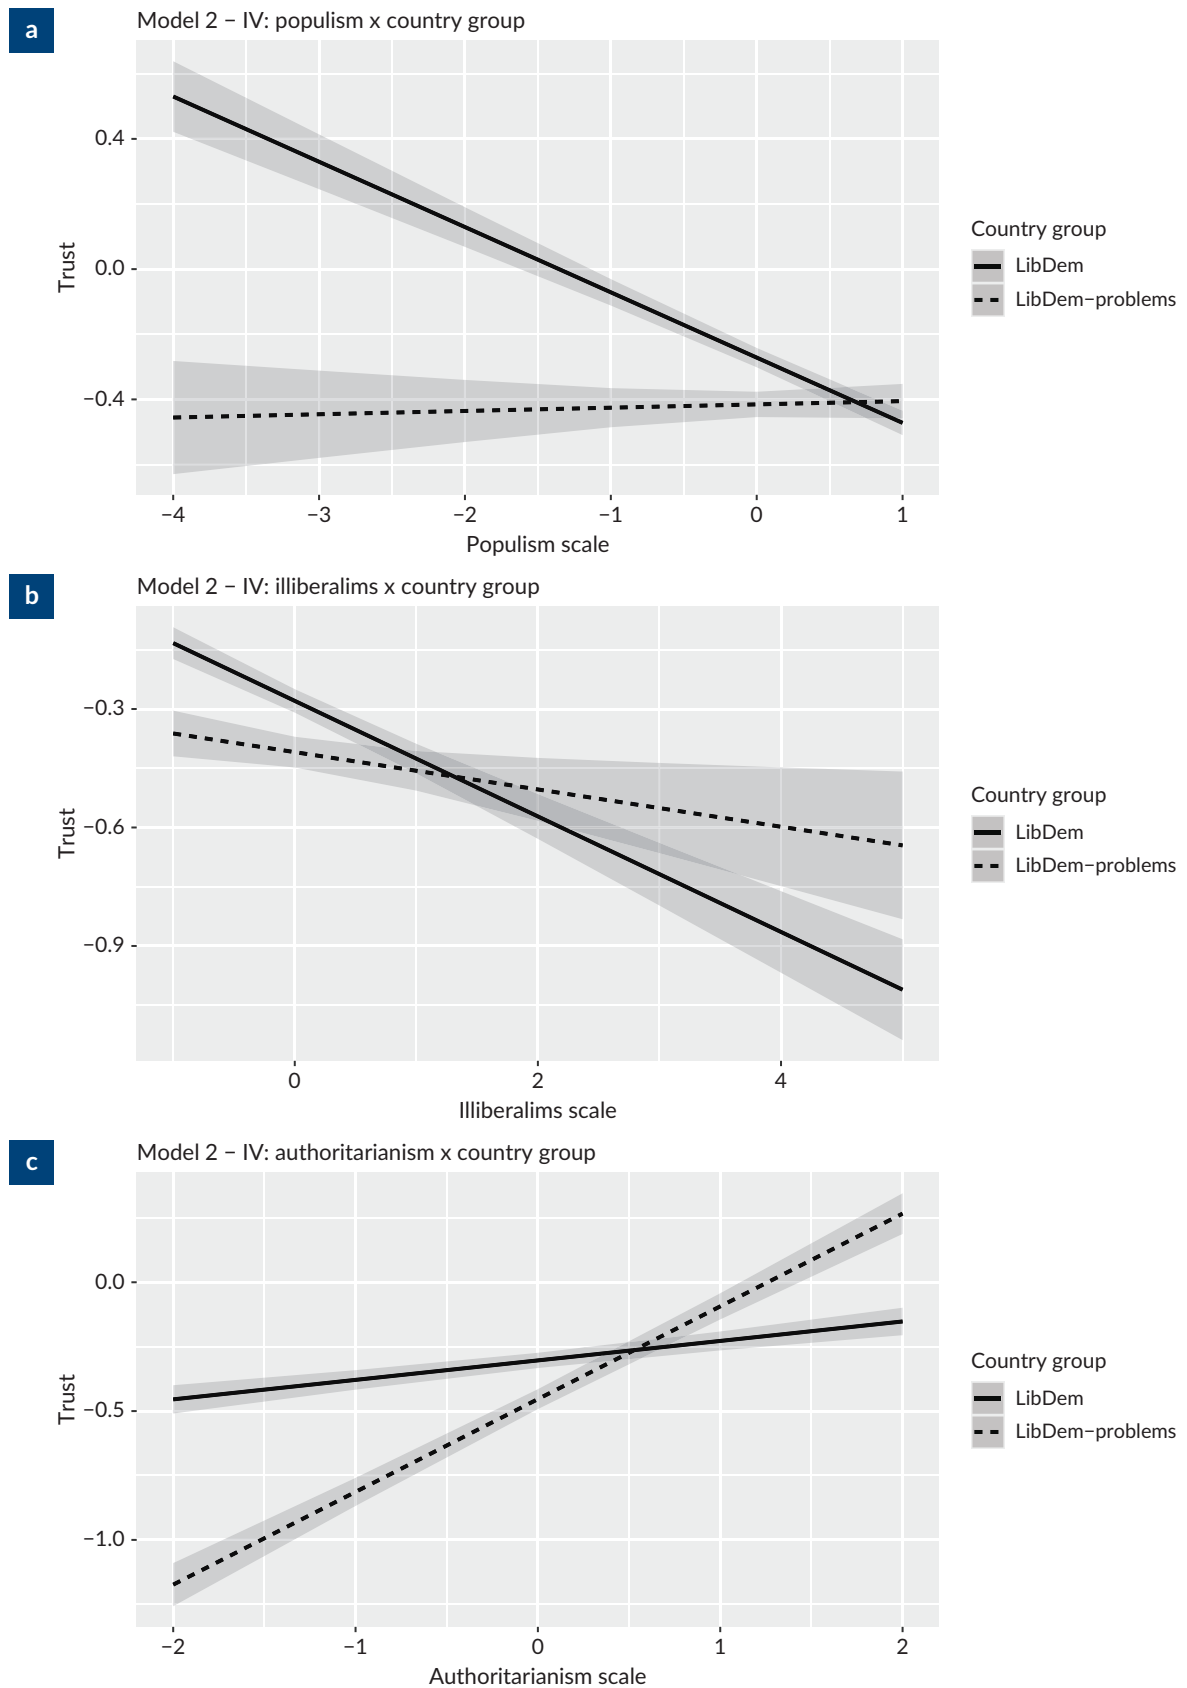 a
Model 2 − IV: populism x country group
0.4
0.0
−0.4
Trust
−4 −3 −2 −1 0 1
Populism scale
Country group
LibDem
LibDem−problems
b
Model 2 − IV: illiberalims x country group
−0.3
−0.6
−0.9
Trust
0 2 4
Illiberalims scale
Country group
LibDem
LibDem−problems
c
Model 2 − IV: authoritarianism x country group
0.0
−0.5
−1.0
Trust
−2 −1 0 1 2
Authoritarianism scale
Country group
LibDem
LibDem−problems